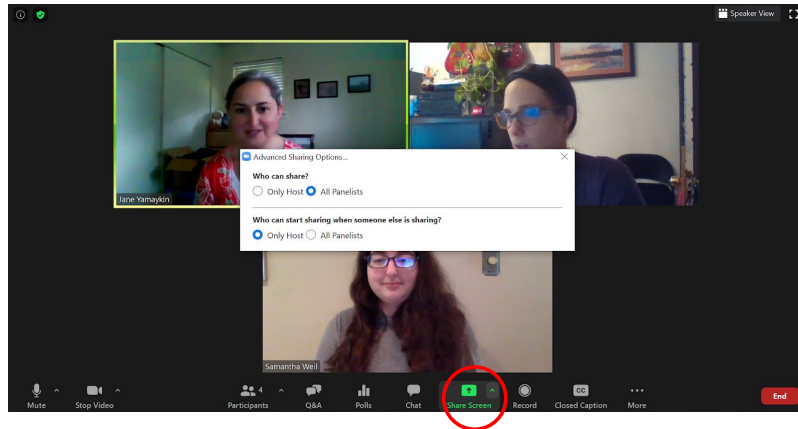 Speaker View
Advanced Sharing Options...
Who can share?
Only Host All Panelists
Jane Yamaykin
Who can start sharing when someone else is sharing?
Only Host All Panelists
Samantha Weil
4
Mute Stop Video Participants Q&A Polls Chat Share Screen Record CC Closed Caption More End